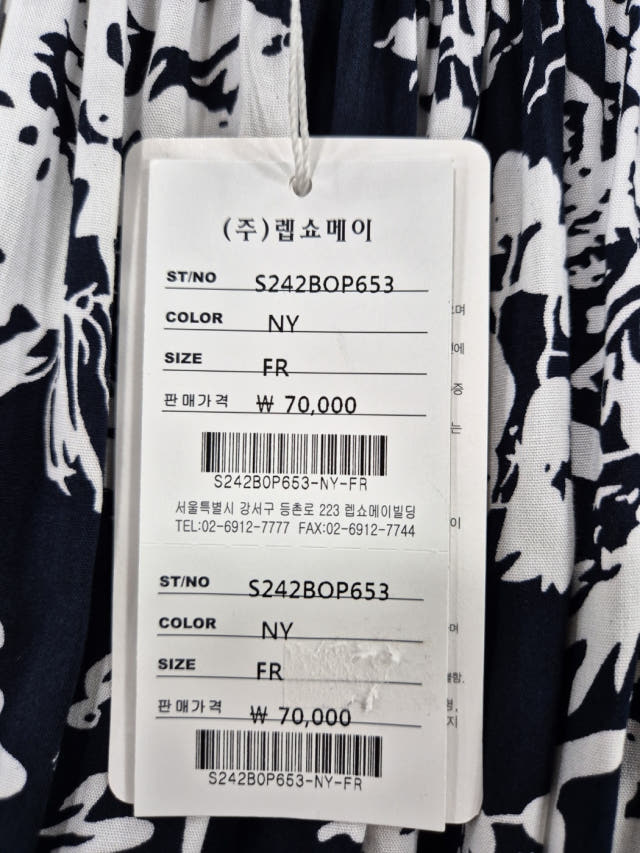 (주)렙쇼메이
ST/NO S242BOP653
COLOR NY
SIZE FR
판매가격 ₩ 70,000
S242BOP653-NY-FR
서울특별시 강서구 등촌로 223 렙쇼메이빌딩
TEL:02-6912-7777 FAX:02-6912-7744
ST/NO S242BOP653
COLOR NY
SIZE FR
판매가격 ₩ 70,000
S242BOP653-NY-FR